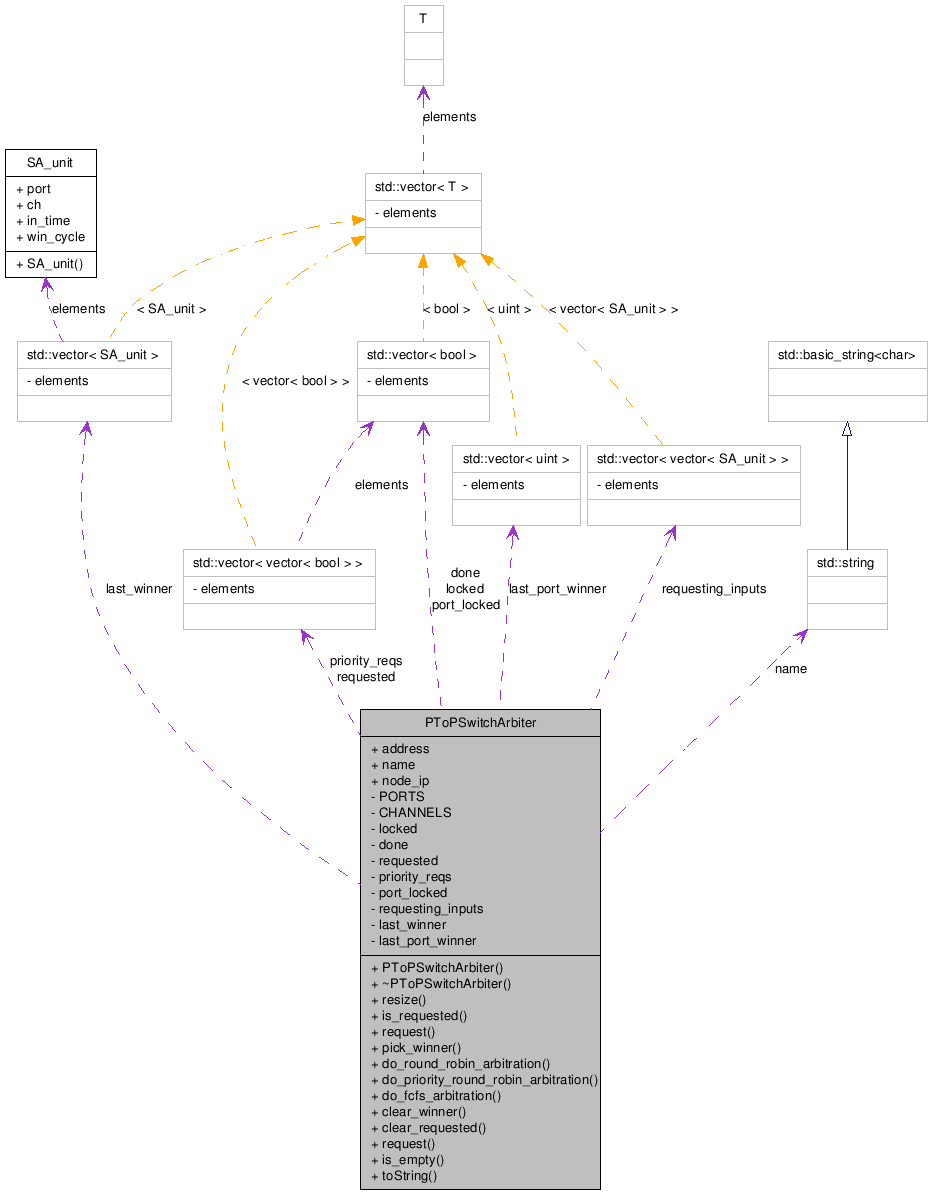 T
elements
SA_unit
+ port
+ ch
+ in_time
+ win_cycle
+ SA_unit()
std::vector< T >
- elements
elements
< SA_unit >
< bool >
< uint >
< vector< SA_unit > >
std::vector< SA_unit >
- elements
< vector< bool > >
std::vector< bool >
- elements
std::basic_string<char>
std::vector< uint >
- elements
std::vector< vector< SA_unit > >
- elements
elements
std::vector< vector< bool > >
- elements
std::string
last_winner
done
locked
port_locked
last_port_winner
requesting_inputs
priority_reqs
requested
name
PToPSwitchArbiter
+ address
+ name
+ node_ip
- PORTS
- CHANNELS
- locked
- done
- requested
- priority_reqs
- port_locked
- requesting_inputs
- last_winner
- last_port_winner
+ PToPSwitchArbiter()
+ ~PToPSwitchArbiter()
+ resize()
+ is_requested()
+ request()
+ pick_winner()
+ do_round_robin_arbitration()
+ do_priority_round_robin_arbitration()
+ do_fcfs_arbitration()
+ clear_winner()
+ clear_requested()
+ request()
+ is_empty()
+ toString()